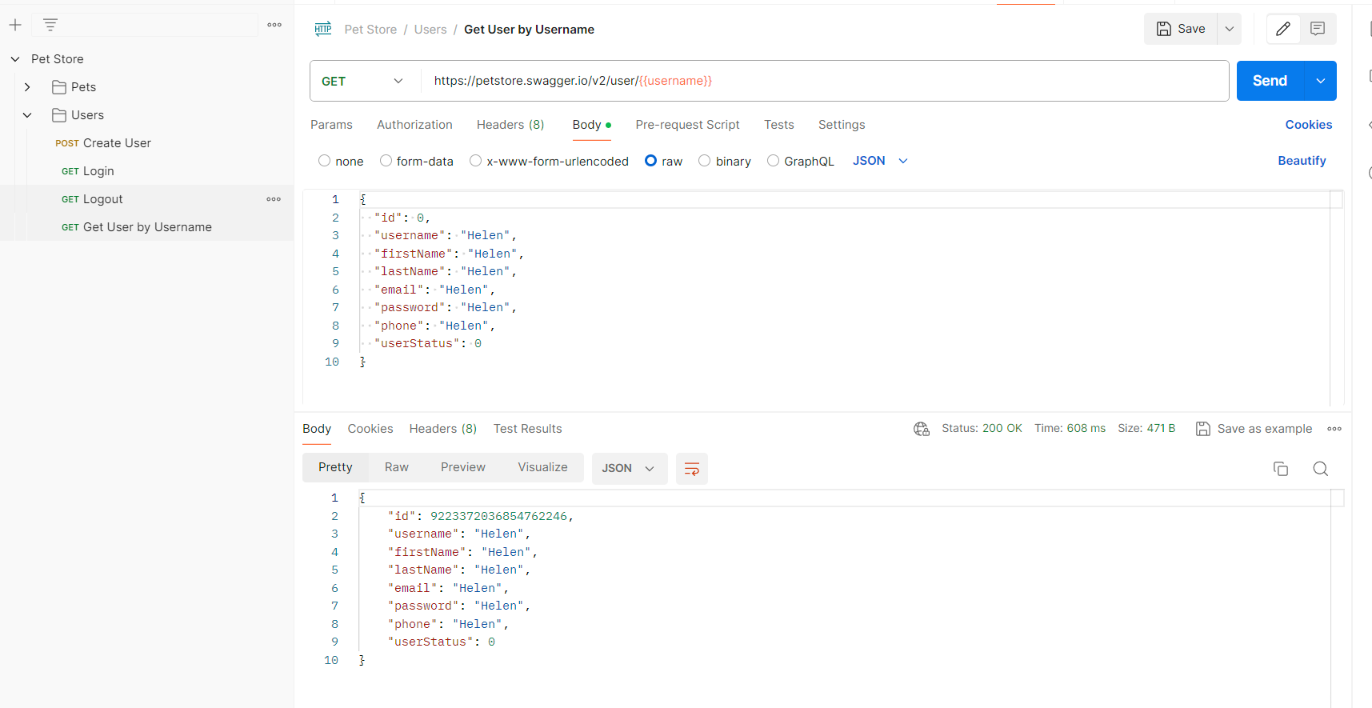 HTTP Pet Store / Users / Get User by Username Save
Pet Store
Pets
Users
POST Create User
GET Login
GET Logout
GET Get User by Username
GET https://petstore.swagger.io/v2/user/{{username}} Send
Params Authorization Headers (8) Body Pre-request Script Tests Settings Cookies
none form-data x-www-form-urlencoded raw binary GraphQL JSON Beautify
1 {
2 "id": 0,
3 "username": "Helen",
4 "firstName": "Helen",
5 "lastName": "Helen",
6 "email": "Helen",
7 "password": "Helen",
8 "phone": "Helen",
9 "userStatus": 0
10 }
Body Cookies Headers (8) Test Results Status: 200 OK Time: 608 ms Size: 471 B Save as example
Pretty Raw Preview Visualize JSON
1 {
2 "id": 9223372036854762246,
3 "username": "Helen",
4 "firstName": "Helen",
5 "lastName": "Helen",
6 "email": "Helen",
7 "password": "Helen",
8 "phone": "Helen",
9 "userStatus": 0
10 }